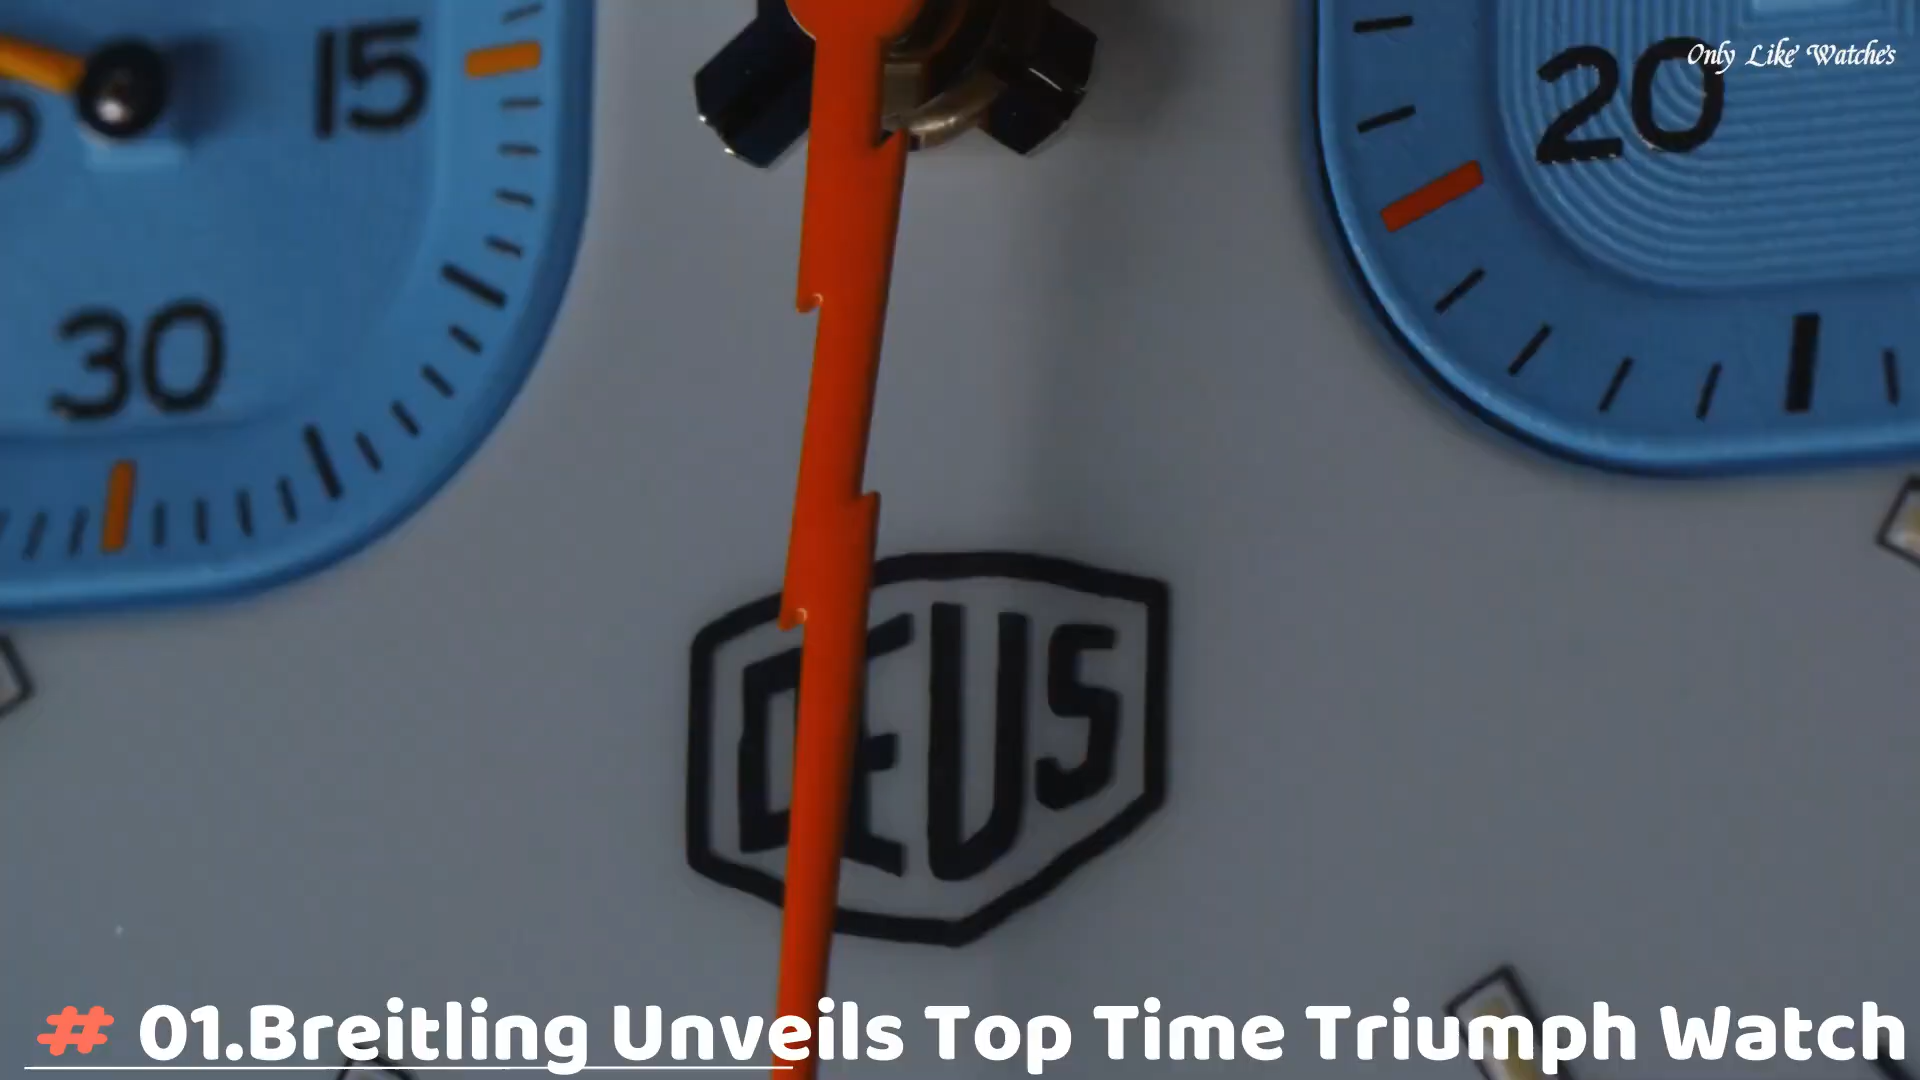 Only Like Watches
15
20
30
DEUS
# 01.Breitling Unveils Top Time Triumph Watch